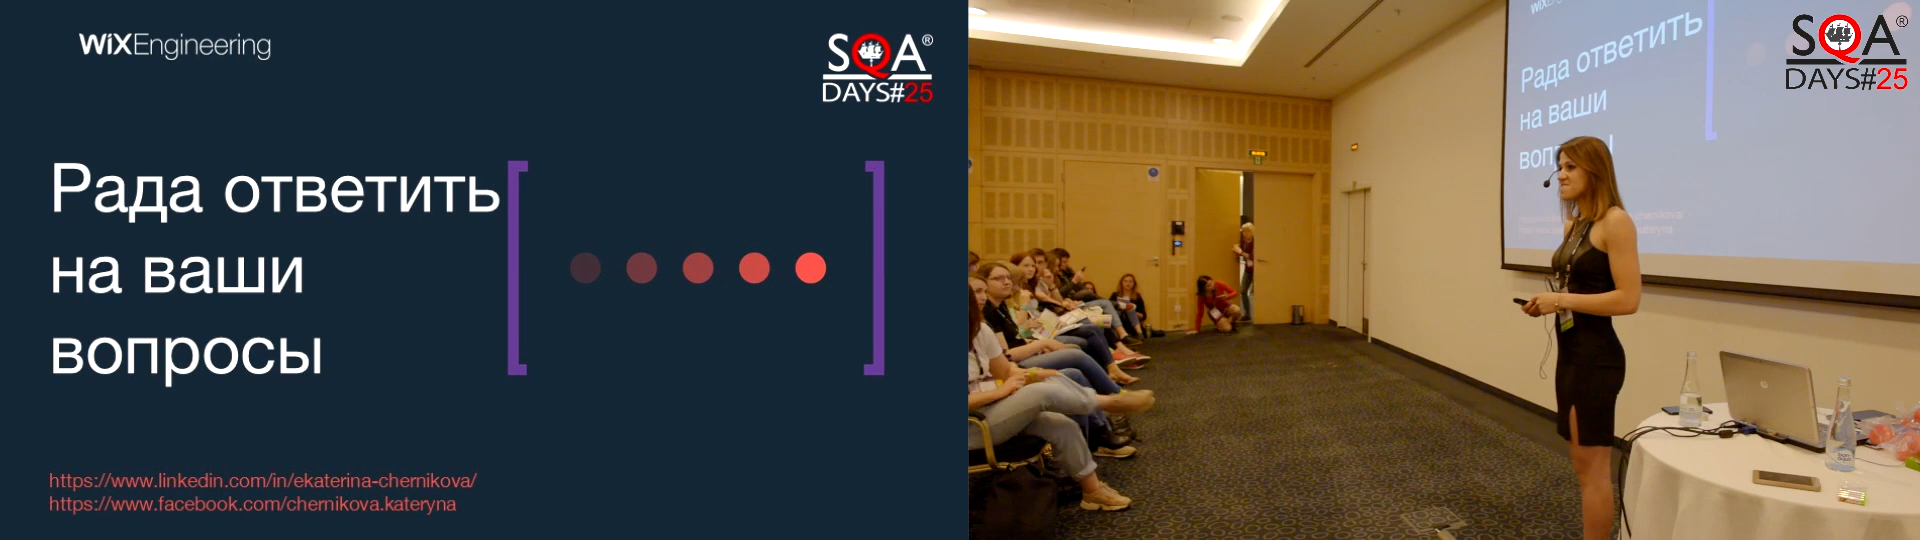 WiXEngineering
SQA®
DAYS#25
Рада ответить
на ваши
вопросы
https://www.linkedin.com/in/ekaterina-chernikova/
https://www.facebook.com/chernikova.kateryna
SQA®
DAYS#25
Рада ответить
на ваши